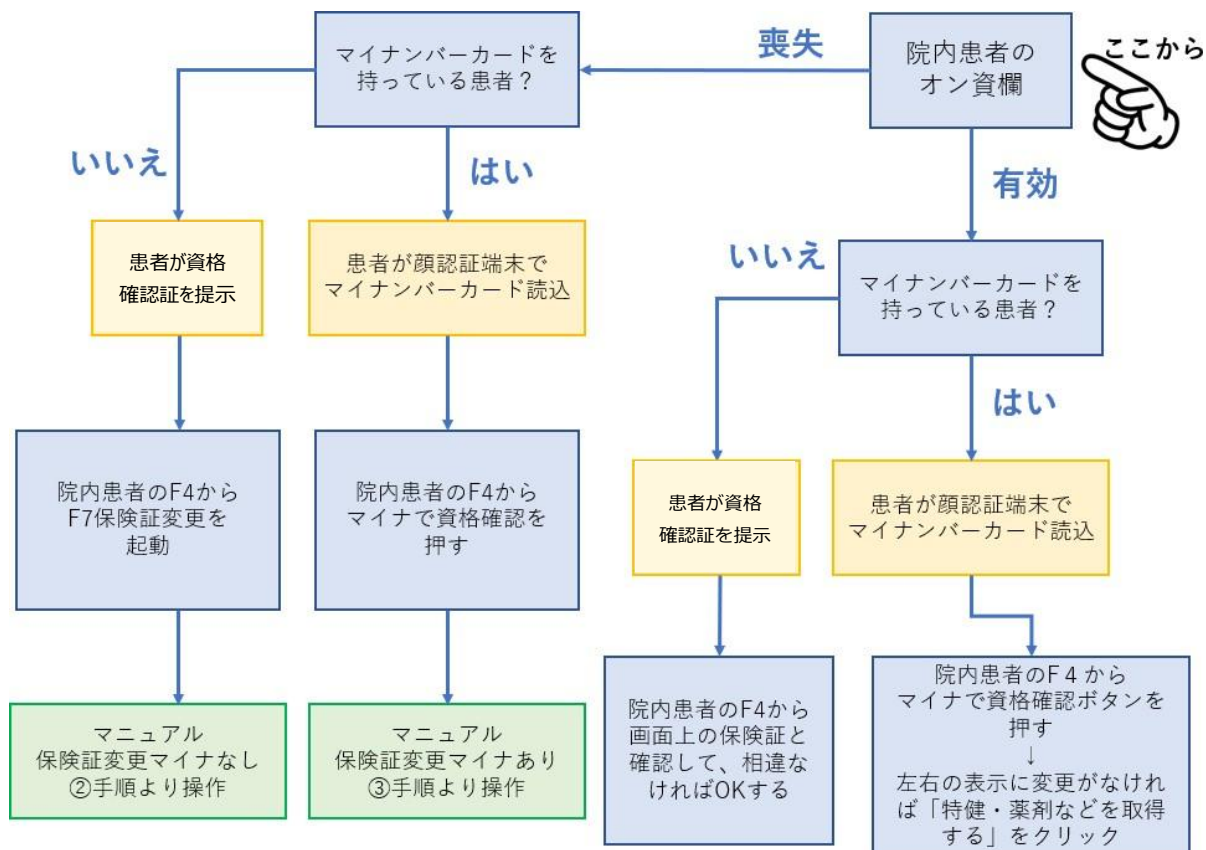 ここから
院内患者の
オン資欄
喪失
マイナンバーカードを
持っている患者？
いいえ
はい
患者が資格
確認証を提示
患者が顔認証端末で
マイナンバーカード読込
院内患者のF4から
F7保険証変更を
起動
院内患者のF4から
マイナで資格確認を
押す
マニュアル
保険証変更マイナなし
②手順より操作
マニュアル
保険証変更マイナあり
③手順より操作
有効
マイナンバーカードを
持っている患者？
いいえ
はい
患者が資格
確認証を提示
患者が顔認証端末で
マイナンバーカード読込
院内患者のF4から
画面上の保険証と
確認して、相違な
ければOKする
院内患者のF４から
マイナで資格確認ボタンを
押す
↓
左右の表示に変更がなけれ
ば「特健・薬剤などを取得
する」をクリック